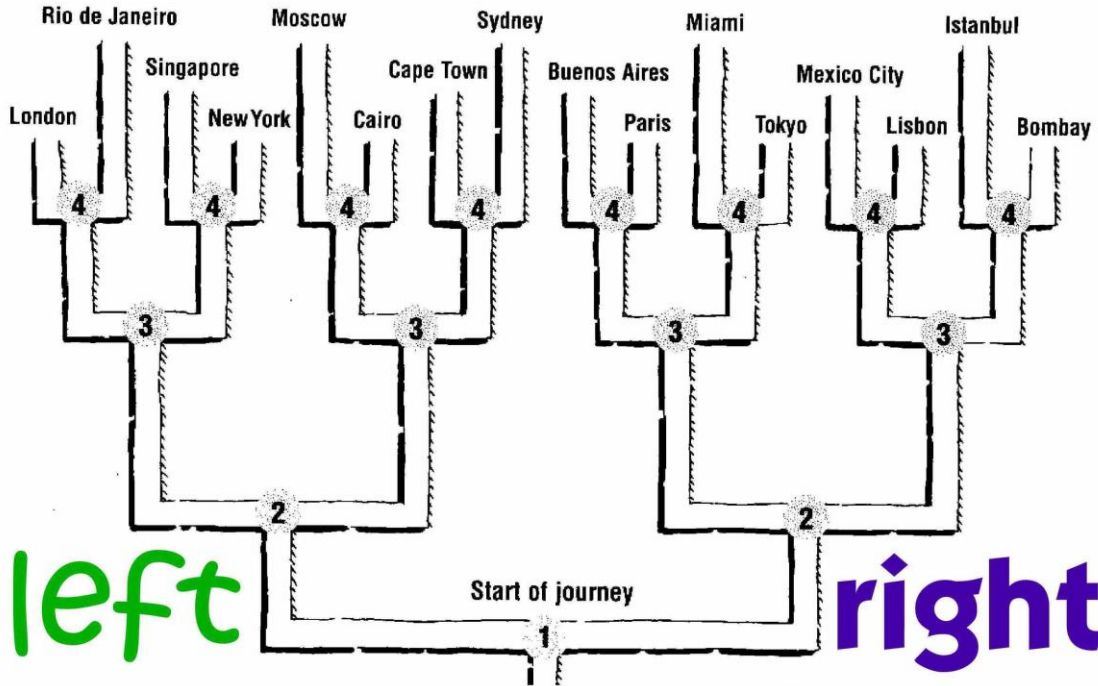 Rio de Janeiro
Moscow
Sydney
Miami
Istanbul
Singapore
Cape Town
Buenos Aires
Mexico City
London
New York
Cairo
Paris
Tokyo
Lisbon
Bombay
4 4 4 4 4 4 4 4
3 3 3 3
2 2
left
Start of journey
right
1